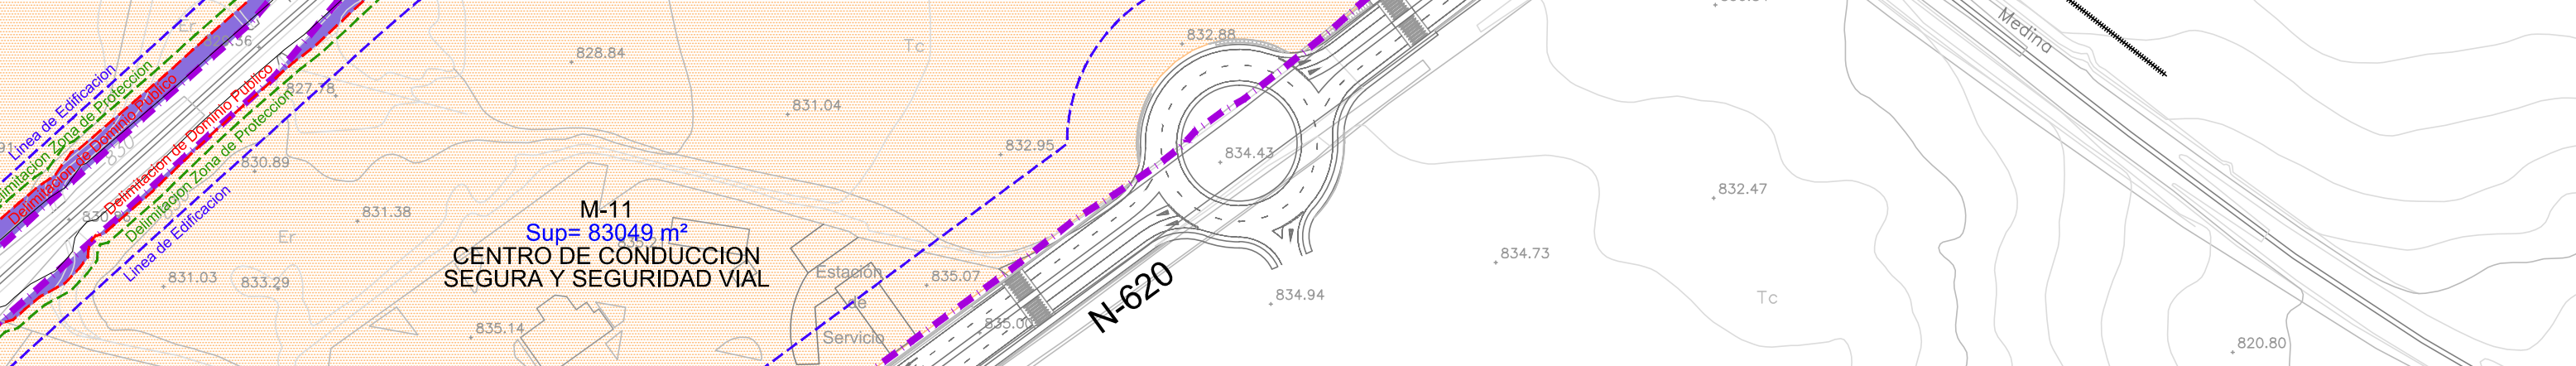 Er
828.84
Tc
832.88
Medina
Linea de Edificacion
Zona de Proteccion
Delimitacion de Dominio Publico
827.78
831.04
832.95
834.43
Delimitacion de Dominio Publico
Delimitacion Zona de Proteccion
Linea de Edificacion
830.89
832.47
831.38
M-11
Sup= 83049 m²
CENTRO DE CONDUCCION
SEGURA Y SEGURIDAD VIAL
Er
831.03
833.29
Estación
de
Servicio
835.07
835.00
835.14
N-620
834.94
834.73
Tc
820.80